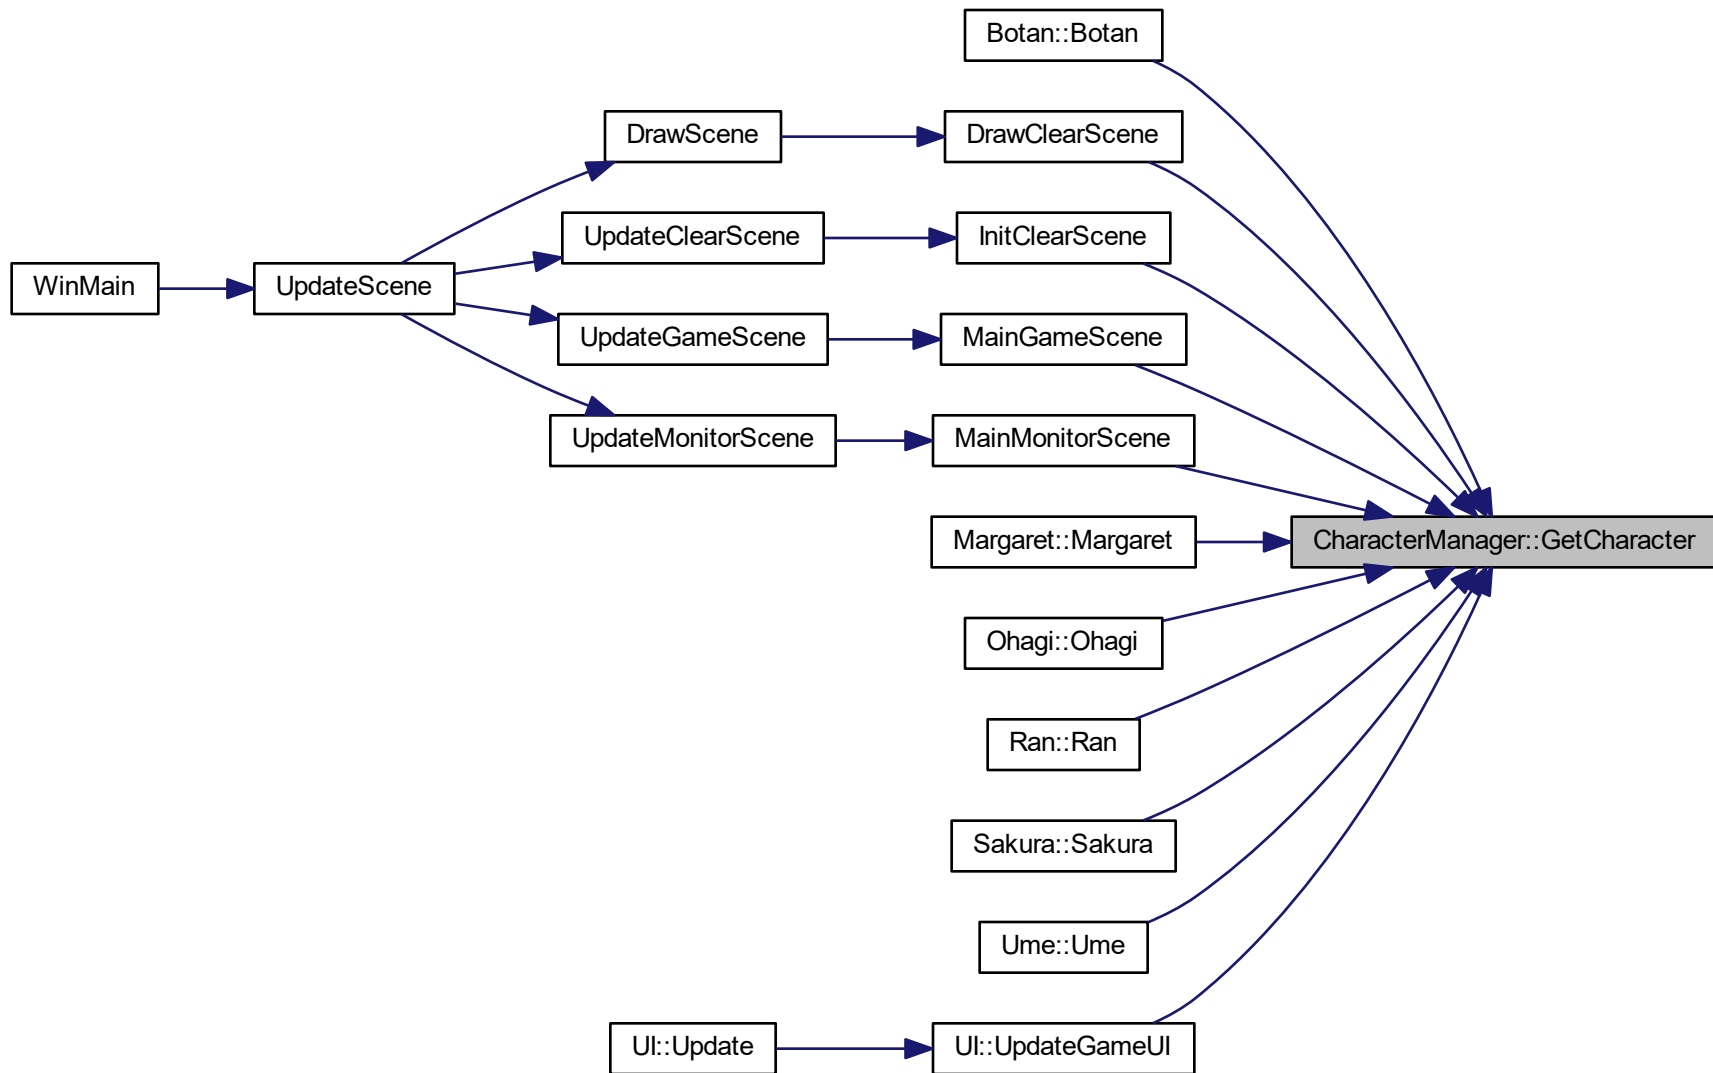 Botan::Botan
DrawScene
DrawClearScene
UpdateClearScene
InitClearScene
WinMain
UpdateScene
UpdateGameScene
MainGameScene
UpdateMonitorScene
MainMonitorScene
Margaret::Margaret
CharacterManager::GetCharacter
Ohagi::Ohagi
Ran::Ran
Sakura::Sakura
Ume::Ume
UI::Update
UI::UpdateGameUI